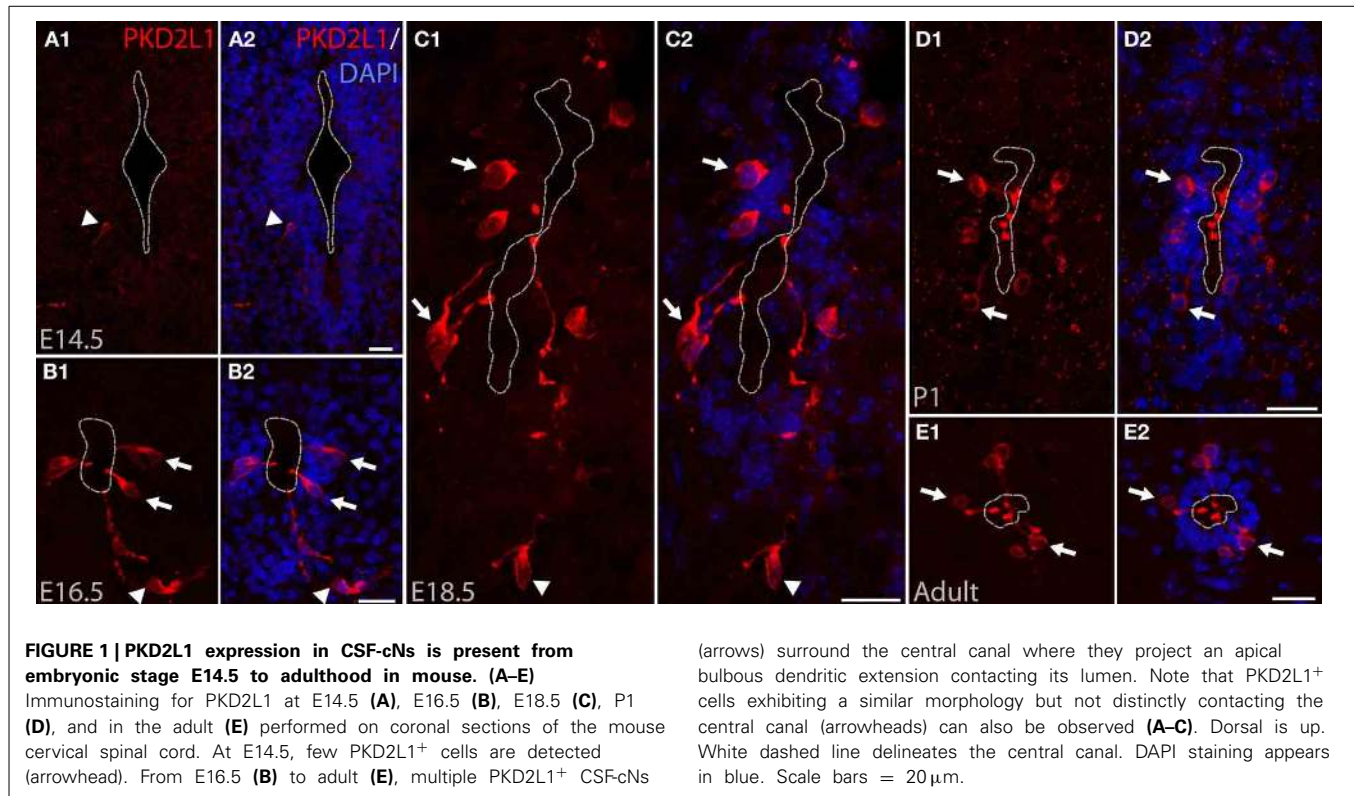 A1 PKD2L1
A2 PKD2L1/
DAPI
C1
C2
D1
D2
E14.5
B1
B2
P1
E1
E2
E16.5
E18.5
Adult
FIGURE 1 | PKD2L1 expression in CSF-cNs is present from
embryonic stage E14.5 to adulthood in mouse. (A–E)
Immunostaining for PKD2L1 at E14.5 (A), E16.5 (B), E18.5 (C), P1
(D), and in the adult (E) performed on coronal sections of the mouse
cervical spinal cord. At E14.5, few PKD2L1+ cells are detected
(arrowhead). From E16.5 (B) to adult (E), multiple PKD2L1+ CSF-cNs
(arrows) surround the central canal where they project an apical
bulbous dendritic extension contacting its lumen. Note that PKD2L1+
cells exhibiting a similar morphology but not distinctly contacting the
central canal (arrowheads) can also be observed (A–C). Dorsal is up.
White dashed line delineates the central canal. DAPI staining appears
in blue. Scale bars = 20 μm.